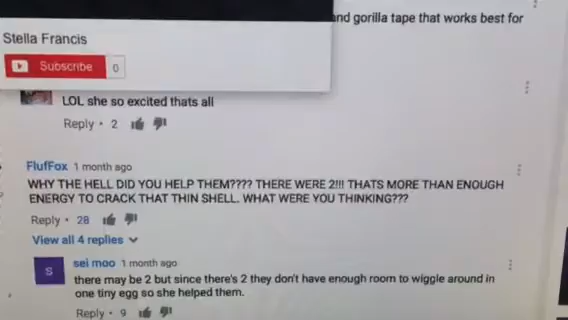 nd gorilla tape that works best for
Stella Francis
Subscribe 0
LOL she so excited thats all
Reply • 2
FlufFox 1 month ago
WHY THE HELL DID YOU HELP THEM???? THERE WERE 2!!! THATS MORE THAN ENOUGH
ENERGY TO CRACK THAT THIN SHELL. WHAT WERE YOU THINKING???
Reply • 28
View all 4 replies
S
sei moo 1 month ago
there may be 2 but since there's 2 they don't have enough room to wiggle around in
one tiny egg so she helped them.
Reply • 9